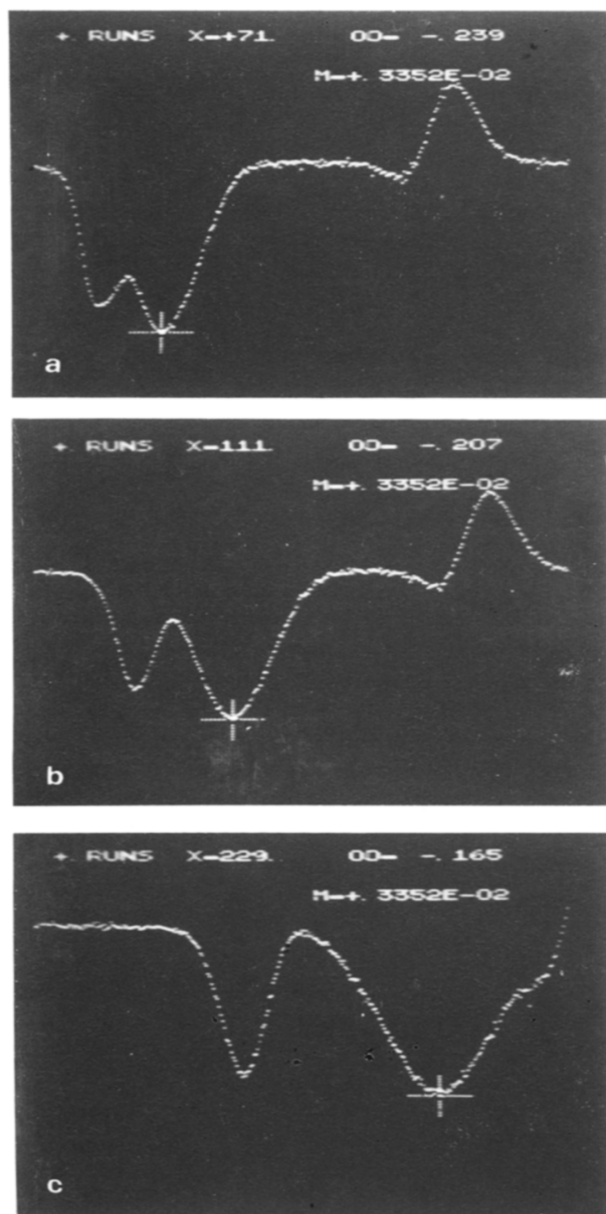 +. RUNS X=+71. OD= -.239
M=+.3352E-02
a
+. RUNS X=111. OD= -.207
M=+.3352E-02
b
+. RUNS X=229. OD= -.165
M=+.3352E-02
c